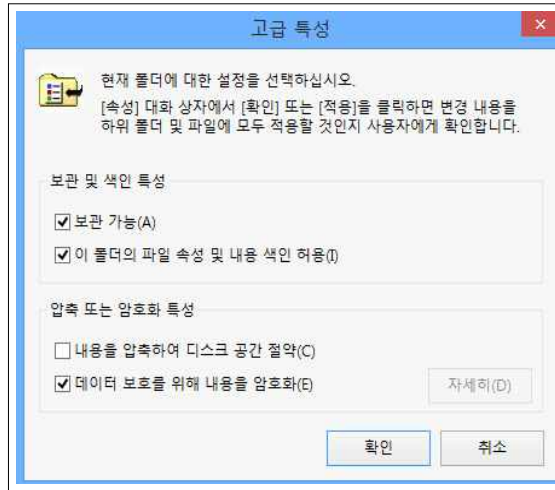 고급 특성
현재 폴더에 대한 설정을 선택하십시오.
[속성] 대화 상자에서 [확인] 또는 [적용]을 클릭하면 변경 내용을
하위 폴더 및 파일에 모두 적용할 것인지 사용자에게 확인합니다.
보관 및 색인 특성
보관 가능(A)
이 폴더의 파일 속성 및 내용 색인 허용(I)
압축 또는 암호화 특성
내용을 압축하여 디스크 공간 절약(C)
데이터 보호를 위해 내용을 암호화(E)
자세히(D)
확인
취소